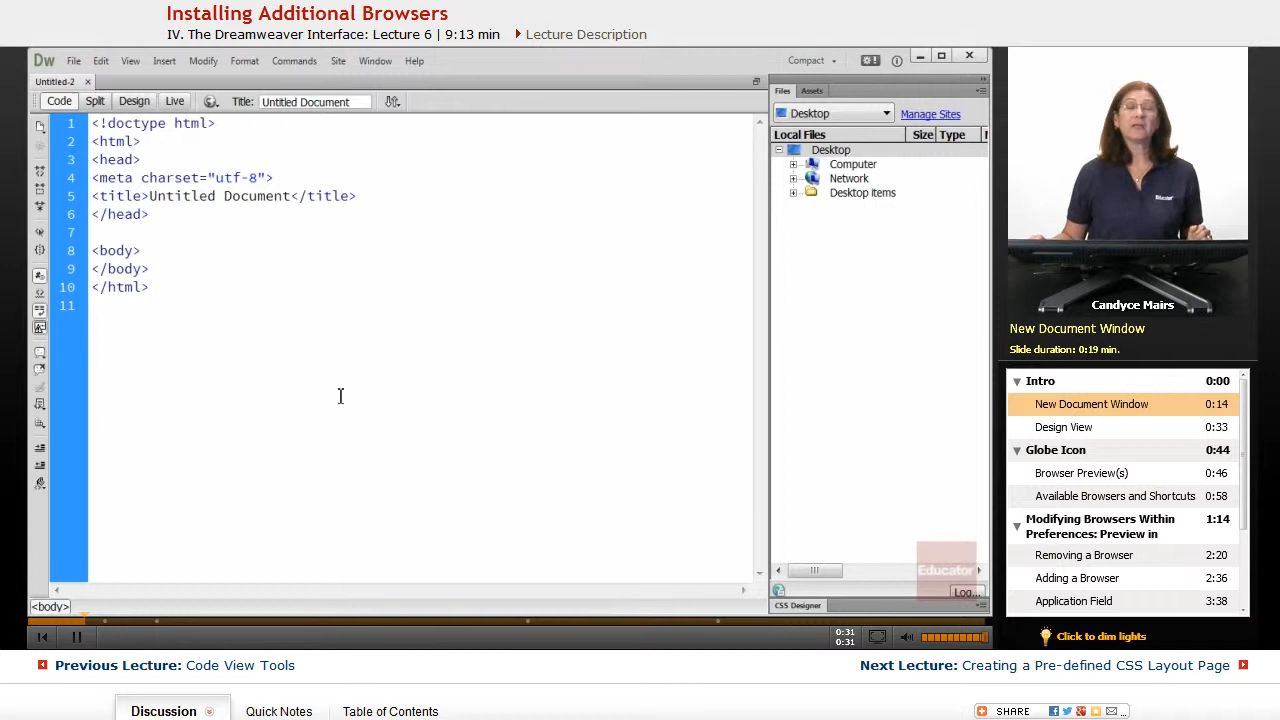 Installing Additional Browsers
IV. The Dreamweaver Interface: Lecture 6 | 9:13 min
Lecture Description
Dw File Edit View Insert Modify Format Commands Site Window Help
Compact
Untitled-2
Code Split Design Live Title: Untitled Document
1 <!doctype html>
2 <html>
3 <head>
4 <meta charset="utf-8">
5 <title>Untitled Document</title>
6 </head>
7
8 <body>
9 </body>
10 </html>
11
<body>
Files Assets
Desktop Manage Sites
Local Files Size Type
Desktop
Computer
Network
Desktop items
Educator
Log...
CSS Designer
0:31
0:31
Educator
Candyce Mairs
New Document Window
Slide duration: 0:19 min.
Intro 0:00
New Document Window 0:14
Design View 0:33
Globe Icon 0:44
Browser Preview(s) 0:46
Available Browsers and Shortcuts 0:58
Modifying Browsers Within 1:14
Preferences: Preview in
Removing a Browser 2:20
Adding a Browser 2:36
Application Field 3:38
Click to dim lights
Previous Lecture: Code View Tools
Next Lecture: Creating a Pre-defined CSS Layout Page
Discussion Quick Notes Table of Contents
SHARE